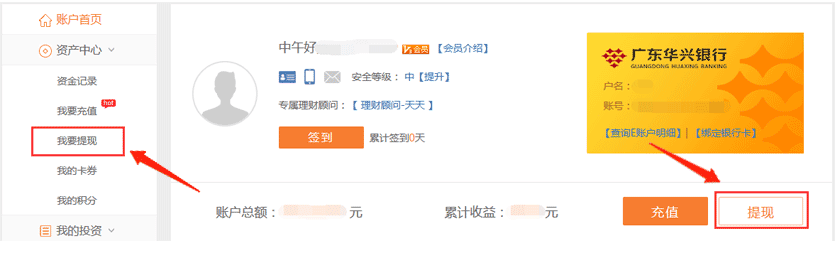 账户首页
资产中心
资金记录
我要充值 hot
我要提现
我的卡券
我的积分
我的投资
中午好 会员 【会员介绍】
安全等级： 中【提升】
专属理财顾问：【 理财顾问-天天 】
签到 累计签到0天
账户总额： 元
累计收益： 元
充值
提现
广东华兴银行
GUANGDONG HUAXING BANKING
户名：
账号：
【查询E账户明细】 | 【绑定银行卡】